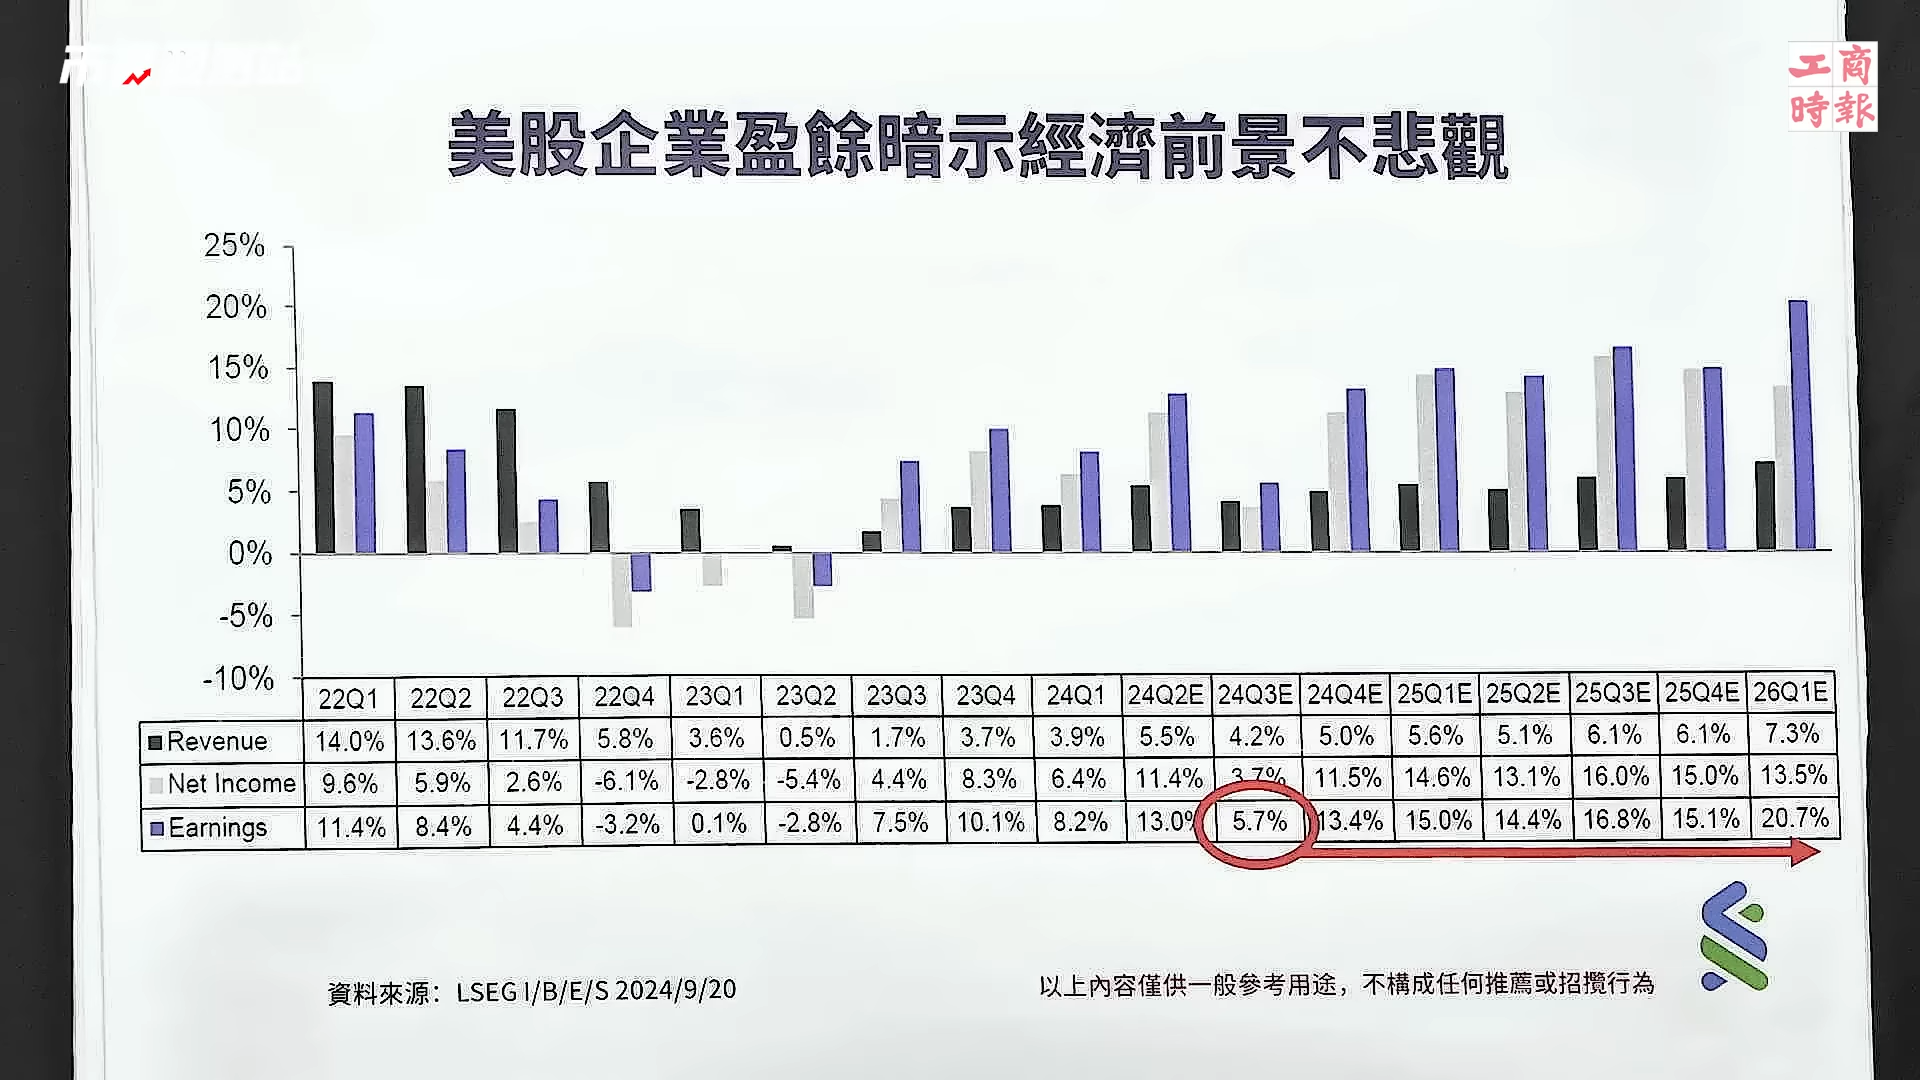 工商
時報
美股企業盈餘暗示經濟前景不悲觀
25%
20%
15%
10%
5%
0%
-5%
-10%
22Q1 22Q2 22Q3 22Q4 23Q1 23Q2 23Q3 23Q4 24Q1 24Q2E 24Q3E 24Q4E 25Q1E 25Q2E 25Q3E 25Q4E 26Q1E
Revenue 14.0% 13.6% 11.7% 5.8% 3.6% 0.5% 1.7% 3.7% 3.9% 5.5% 4.2% 5.0% 5.6% 5.1% 6.1% 6.1% 7.3%
Net Income 9.6% 5.9% 2.6% -6.1% -2.8% -5.4% 4.4% 8.3% 6.4% 11.4% 3.7% 11.5% 14.6% 13.1% 16.0% 15.0% 13.5%
Earnings 11.4% 8.4% 4.4% -3.2% 0.1% -2.8% 7.5% 10.1% 8.2% 13.0% 5.7% 13.4% 15.0% 14.4% 16.8% 15.1% 20.7%
資料來源：LSEG I/B/E/S 2024/9/20
以上內容僅供一般參考用途，不構成任何推薦或招攬行為